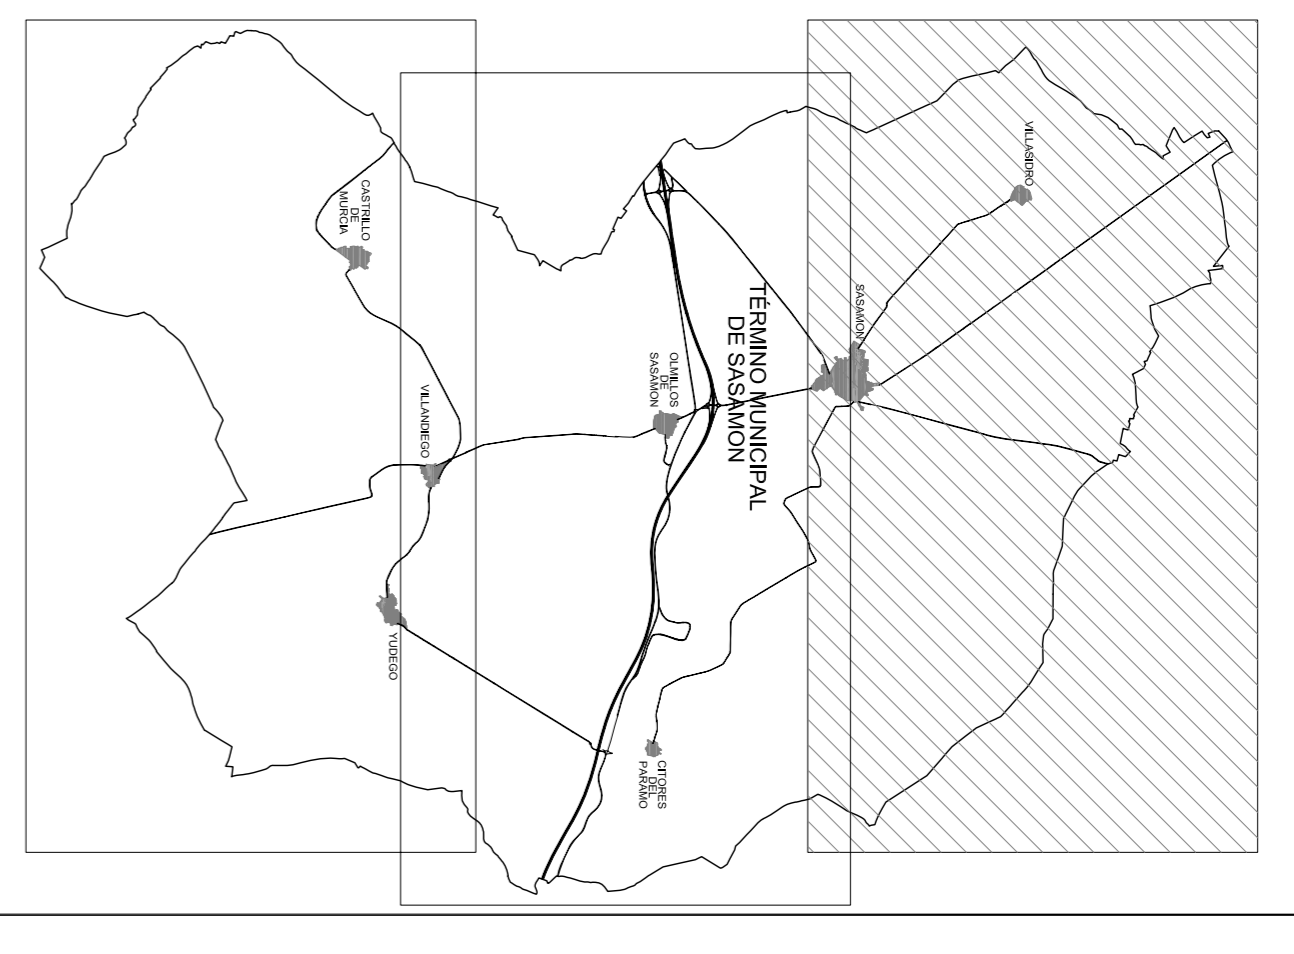 VILLASIDRO
SASAMON
TÉRMINO MUNICIPAL
DE SASAMON
OLMILLOS
DE
SASAMON
CITORES
DEL
PARAMO
VILLANDIEGO
YUDEGO
CASTRILLO
DE
MURCIA